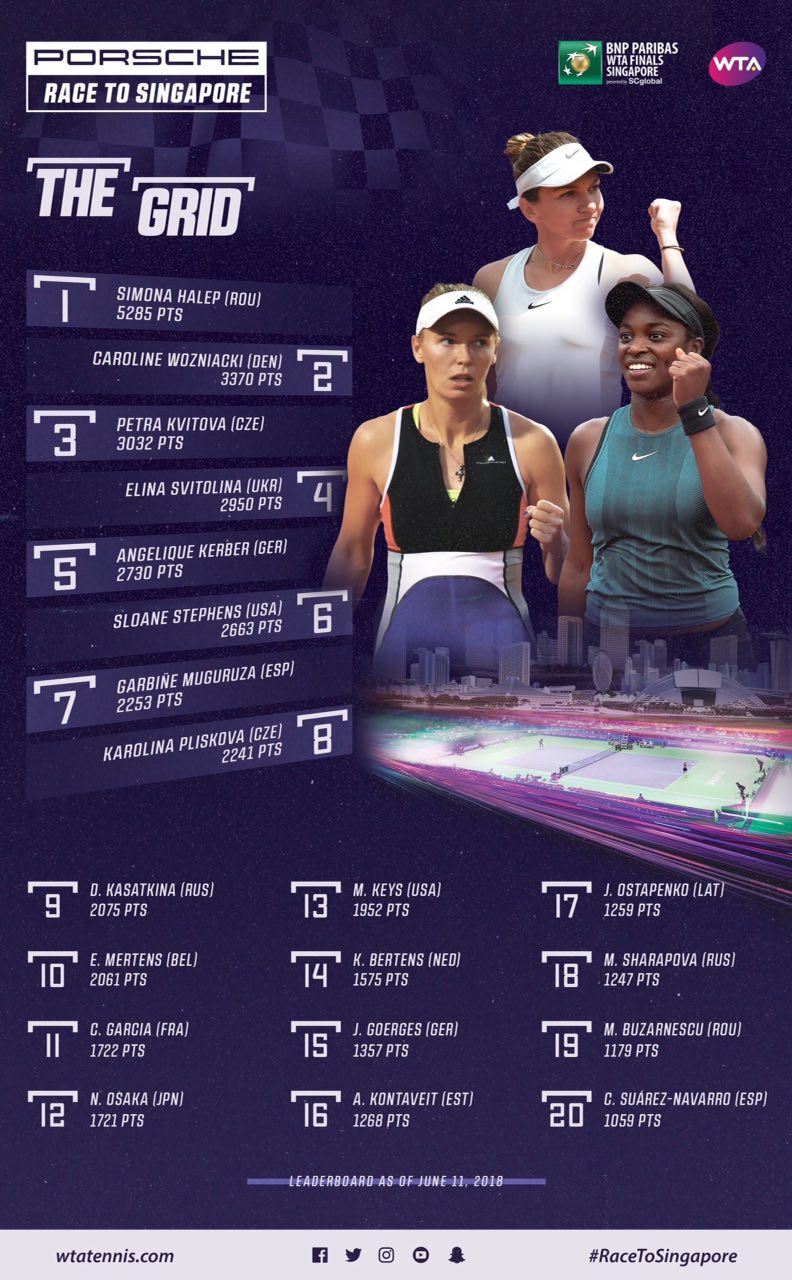 PORSCHE
RACE TO SINGAPORE
BNP PARIBAS
WTA FINALS
SINGAPORE
presented by SCglobal
WTA
THE GRID
1
SIMONA HALEP (ROU)
5285 PTS
CAROLINE WOZNIACKI (DEN)
3370 PTS
2
3
PETRA KVITOVA (CZE)
3032 PTS
ELINA SVITOLINA (UKR)
2950 PTS
4
5
ANGELIQUE KERBER (GER)
2730 PTS
SLOANE STEPHENS (USA)
2663 PTS
6
7
GARBIÑE MUGURUZA (ESP)
2253 PTS
KAROLINA PLISKOVA (CZE)
2241 PTS
8
9
D. KASATKINA (RUS)
2075 PTS
10
E. MERTENS (BEL)
2061 PTS
11
C. GARCIA (FRA)
1722 PTS
12
N. OSAKA (JPN)
1721 PTS
13
M. KEYS (USA)
1952 PTS
14
K. BERTENS (NED)
1575 PTS
15
J. GOERGES (GER)
1357 PTS
16
A. KONTAVEIT (EST)
1268 PTS
17
J. OSTAPENKO (LAT)
1259 PTS
18
M. SHARAPOVA (RUS)
1247 PTS
19
M. BUZARNESCU (ROU)
1179 PTS
20
C. SUÁREZ-NAVARRO (ESP)
1059 PTS
LEADERBOARD AS OF JUNE 11, 2018
wtatennis.com
#RaceToSingapore